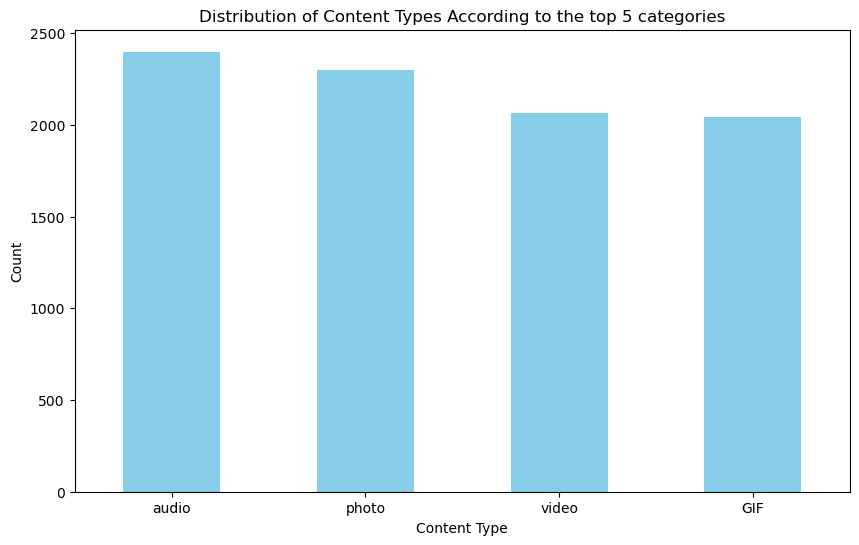 Distribution of Content Types According to the top 5 categories
2500
2000
1500
1000
500
0
Count
audio photo video GIF
Content Type